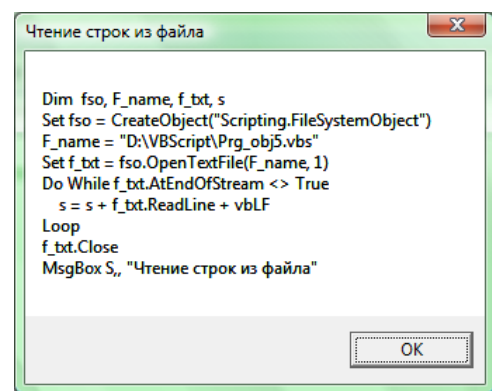 Чтение строк из файла
Dim fso, F_name, f_txt, s
Set fso = CreateObject("Scripting.FileSystemObject")
F_name = "D:\VBScript\Prg_obj5.vbs"
Set f_txt = fso.OpenTextFile(F_name, 1)
Do While f_txt.AtEndOfStream <> True
s = s + f_txt.ReadLine + vbLF
Loop
f_txt.Close
MsgBox S,, "Чтение строк из файла"
OK